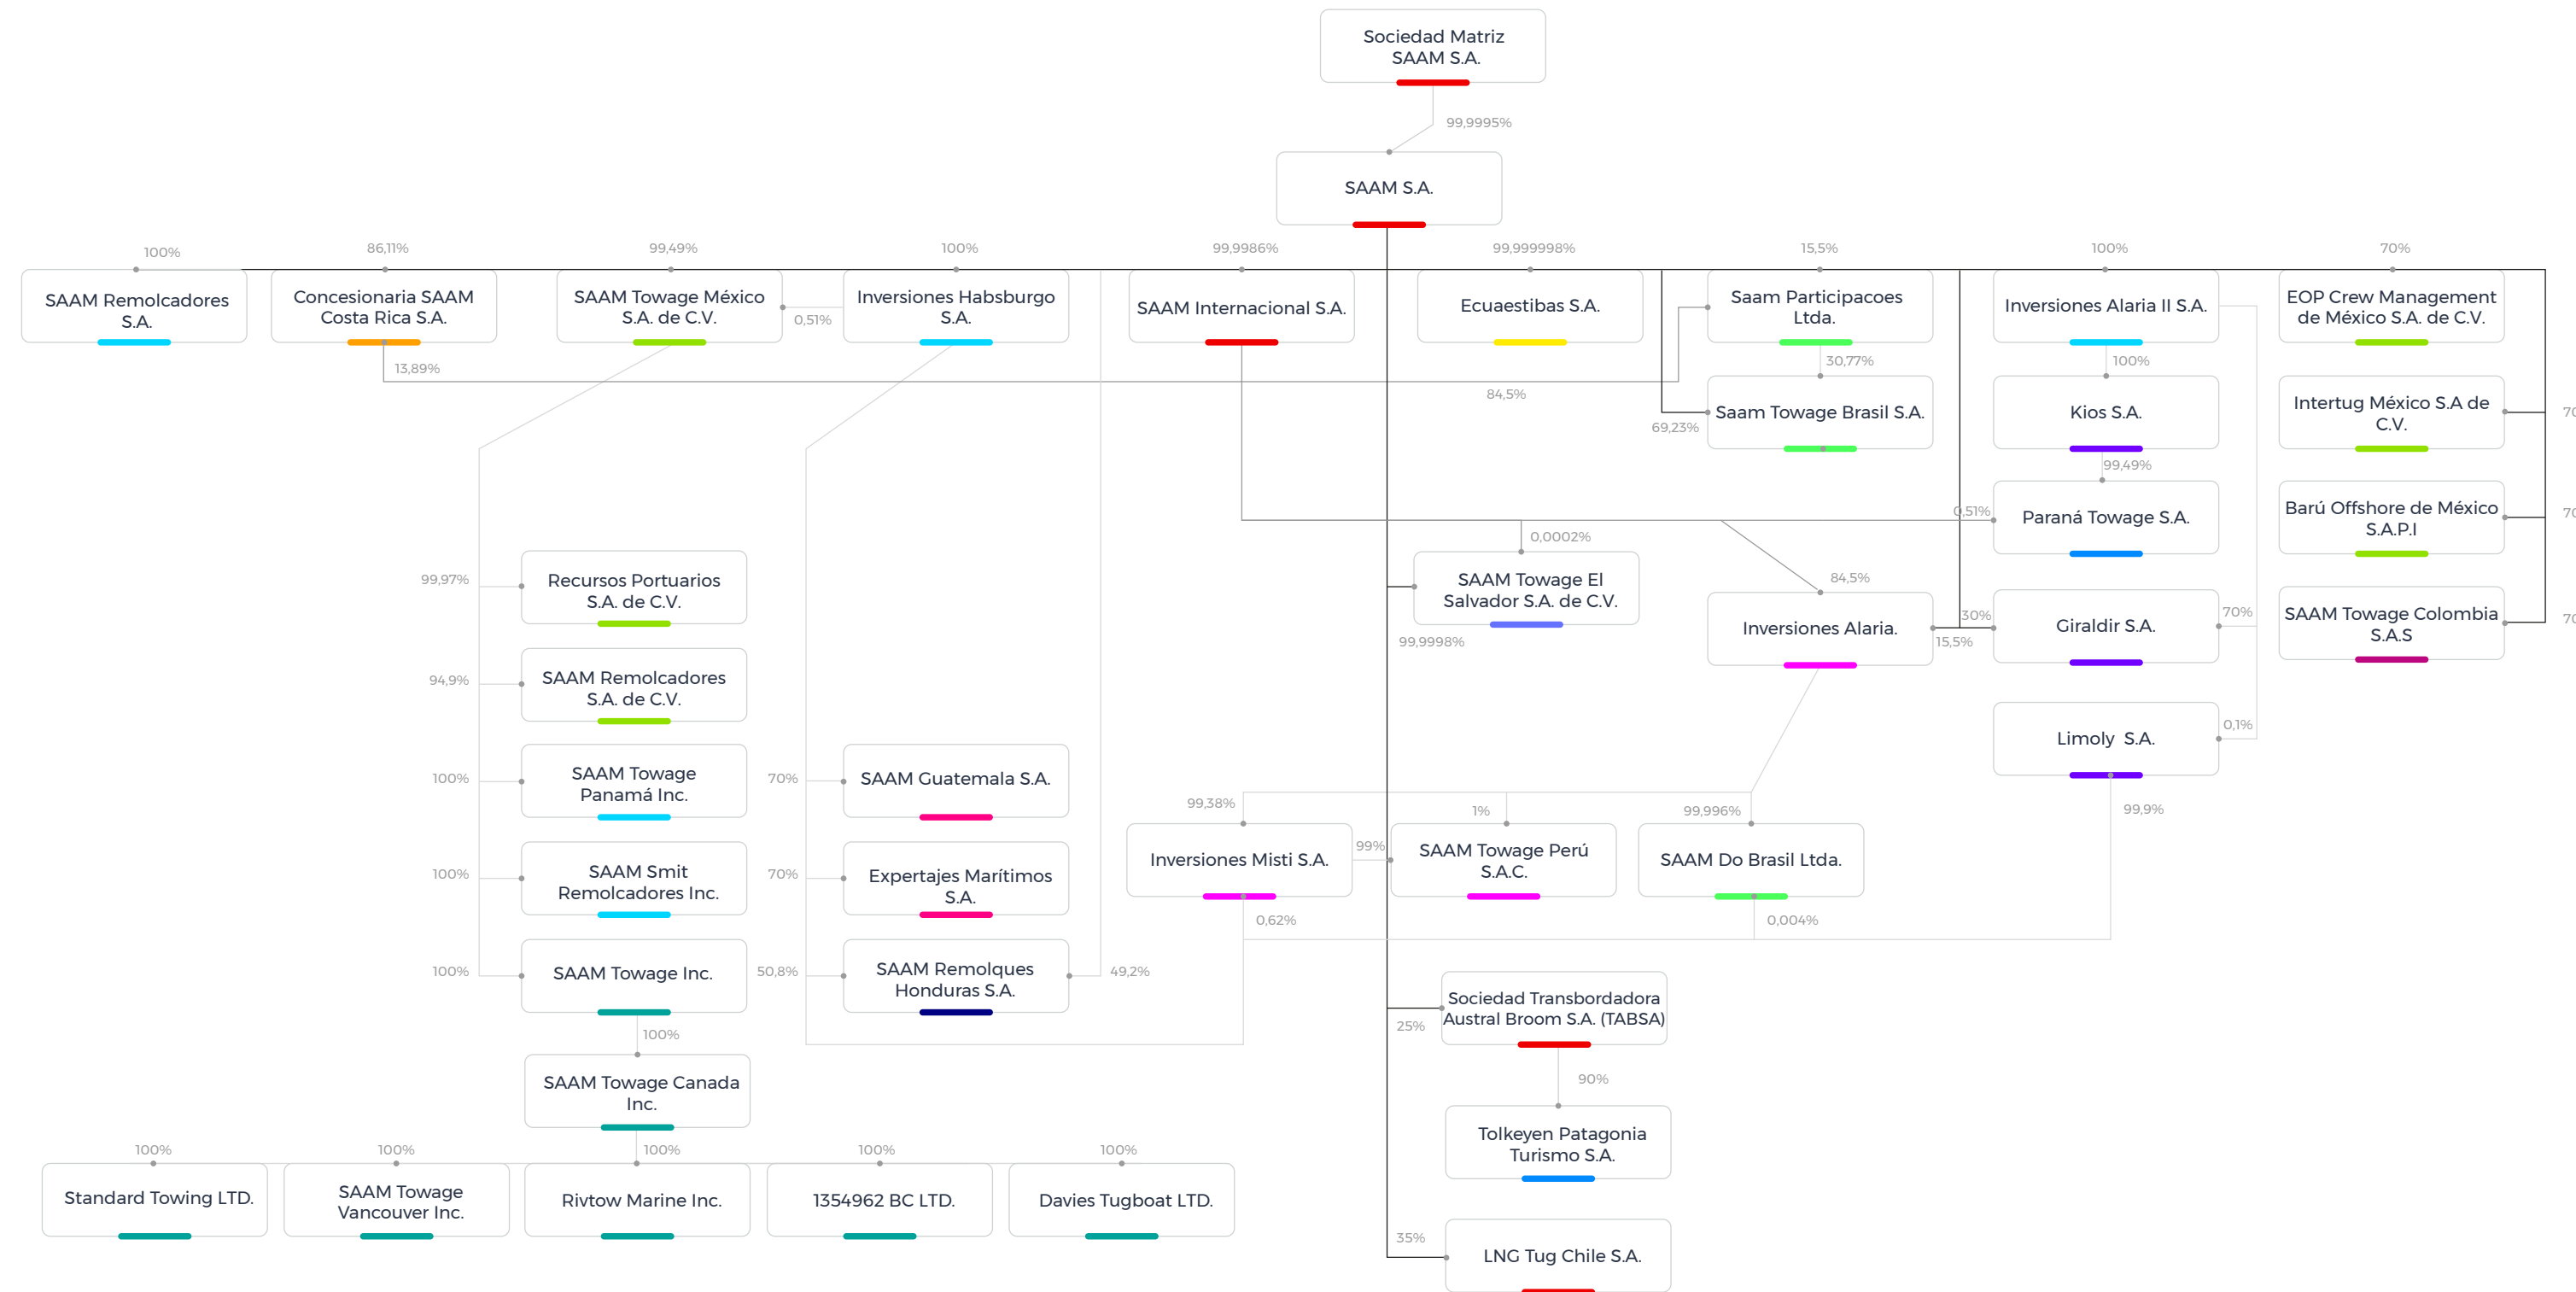 Sociedad Matriz
SAAM S.A.
99,9995%
SAAM S.A.
100%
86,11%
99,49%
100%
99,9986%
99,999998%
15,5%
100%
70%
SAAM Remolcadores
S.A.
Concesionaria SAAM
Costa Rica S.A.
SAAM Towage México
S.A. de C.V.
0,51%
Inversiones Habsburgo
S.A.
SAAM Internacional S.A.
Ecuaestibas S.A.
Saam Participacoes
Ltda.
Inversiones Alaria II S.A.
EOP Crew Management
de México S.A. de C.V.
13,89%
84,5%
30,77%
100%
69,23%
Saam Towage Brasil S.A.
Kios S.A.
Intertug México S.A de
C.V.
70
99,49%
0,51%
Paraná Towage S.A.
Barú Offshore de México
S.A.P.I
70
0,0002%
99,97%
Recursos Portuarios
S.A. de C.V.
SAAM Towage El
Salvador S.A. de C.V.
99,9998%
84,5%
Inversiones Alaria.
30%
15,5%
Giraldir S.A.
70%
SAAM Towage Colombia
S.A.S
70
94,9%
SAAM Remolcadores
S.A. de C.V.
Limoly S.A.
0,1%
100%
SAAM Towage
Panamá Inc.
70%
SAAM Guatemala S.A.
99,38%
1%
99,996%
99,9%
100%
SAAM Smit
Remolcadores Inc.
70%
Expertajes Marítimos
S.A.
Inversiones Misti S.A.
99%
SAAM Towage Perú
S.A.C.
SAAM Do Brasil Ltda.
0,62%
0,004%
100%
SAAM Towage Inc.
50,8%
SAAM Remolques
Honduras S.A.
49,2%
Sociedad Transbordadora
Austral Broom S.A. (TABSA)
25%
100%
SAAM Towage Canada
Inc.
90%
Tolkeyen Patagonia
Turismo S.A.
100%
100%
100%
100%
100%
Standard Towing LTD.
SAAM Towage
Vancouver Inc.
Rivtow Marine Inc.
1354962 BC LTD.
Davies Tugboat LTD.
35%
LNG Tug Chile S.A.